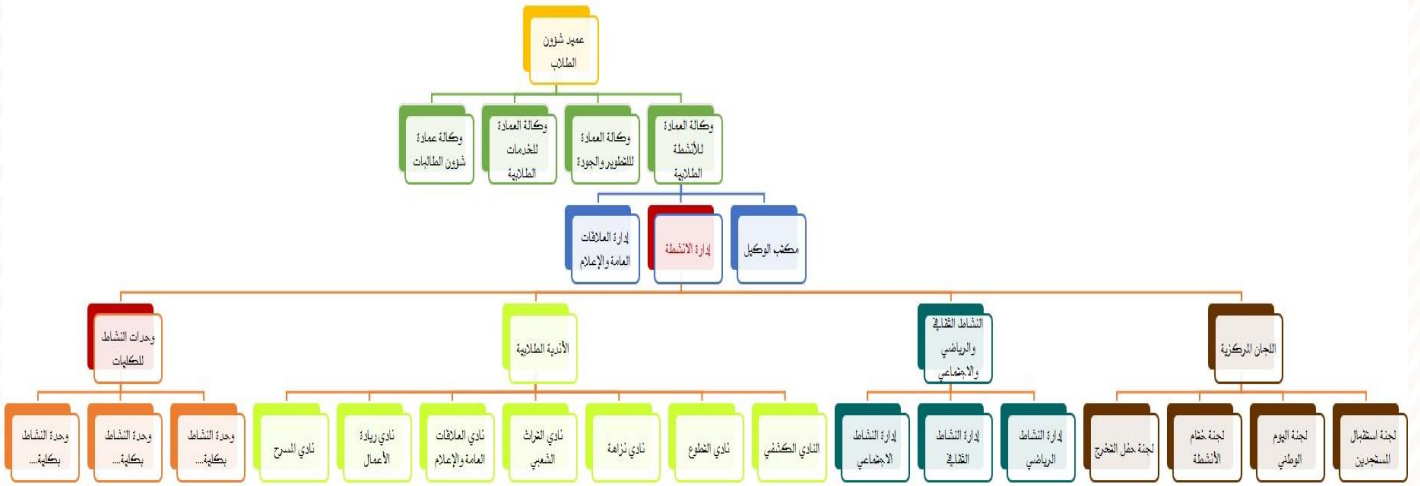 عميد شؤون
الطلاب
وكالة العمادة
للأنشطة
الطلابية
وكالة العمادة
لللتطوير والجودة
وكالة العمادة
للخدمات
الطلابية
وكالة عمادة
شؤون الطالبات
مكتب الوكيل
إدارة الانشطة
إدارة العلاقات
العامة والإعلام
اللجان المركزية
النشاط الثقافي
والرياضي
والاجتماعي
الأندية الطلابية
وحدات النشاط
للكليات
لجنة استقبال
المستجدين
لجنة اليوم
الوطني
لجنة ختام
الأنشطة
لجنة حفل التخرج
إدارة النشاط
الرياضي
إدارة النشاط
الثقافي
إدارة النشاط
الاجتماعي
النادي الكشفي
نادي التطوع
نادي نزاهة
نادي التراث
الشعبي
نادي العلاقات
العامة والإعلام
نادي ريادة
الأعمال
نادي المسرح
وحدة النشاط
بكلية....
وحدة النشاط
بكلية....
وحدة النشاط
بكلية....